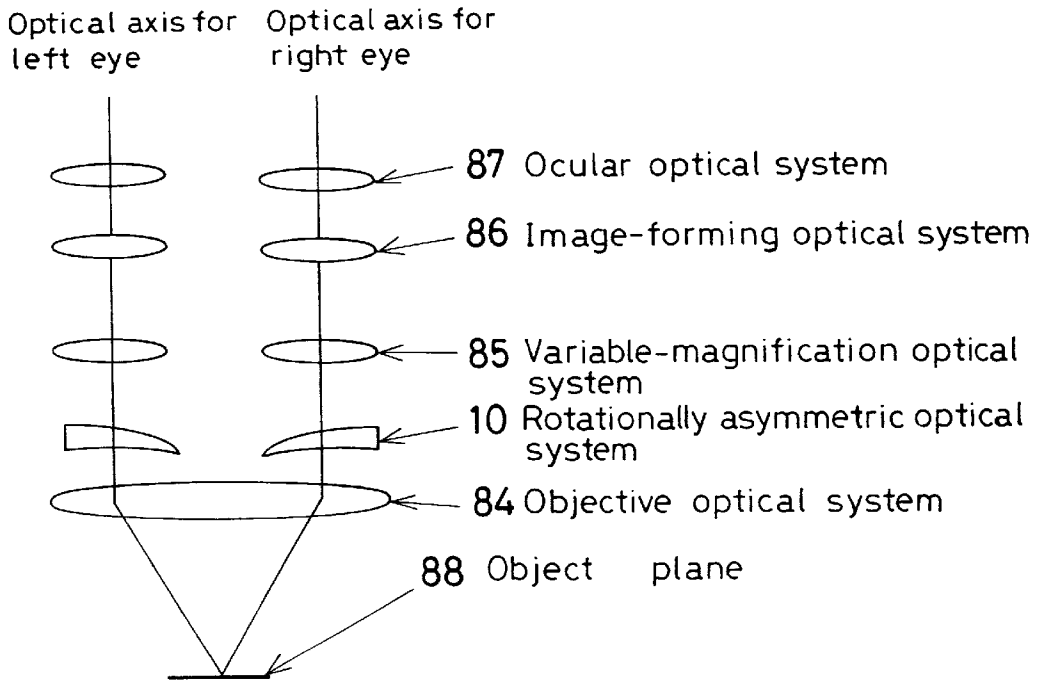 Optical axis for
left eye
Optical axis for
right eye
87 Ocular optical system
86 Image-forming optical system
85 Variable-magnification optical
system
10 Rotationally asymmetric optical
system
84 Objective optical system
88 Object plane